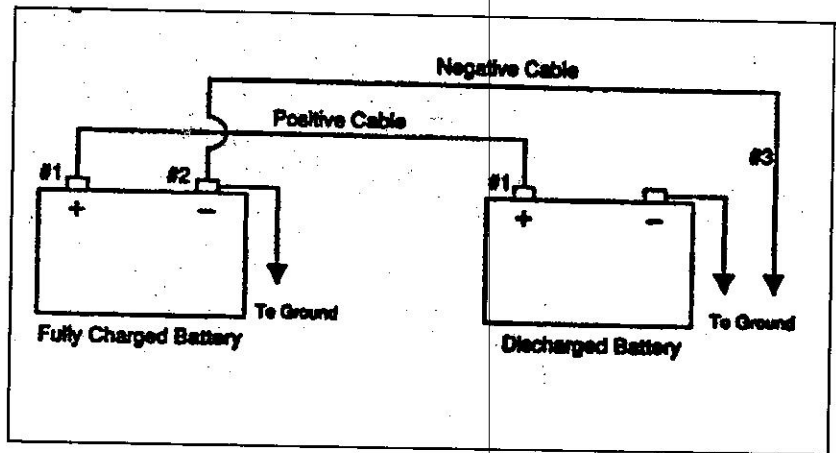 Negative Cable
Positive Cable
#1
#2
#1
#3
+
−
+
−
To Ground
To Ground
Fully Charged Battery
Discharged Battery